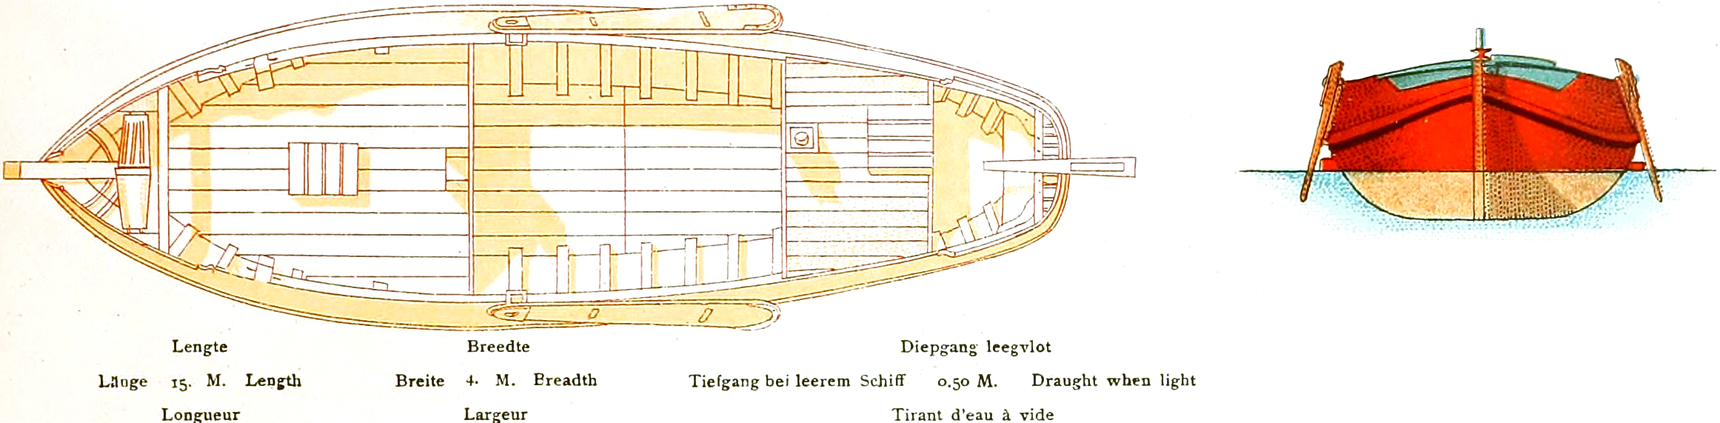 Lengte Breedte Diepgang leegvlot
Länge 15. M. Length Breite 4. M. Breadth Tiefgang bei leerem Schiff 0.50 M. Draught when light
Longueur Largeur Tirant d'eau à vide